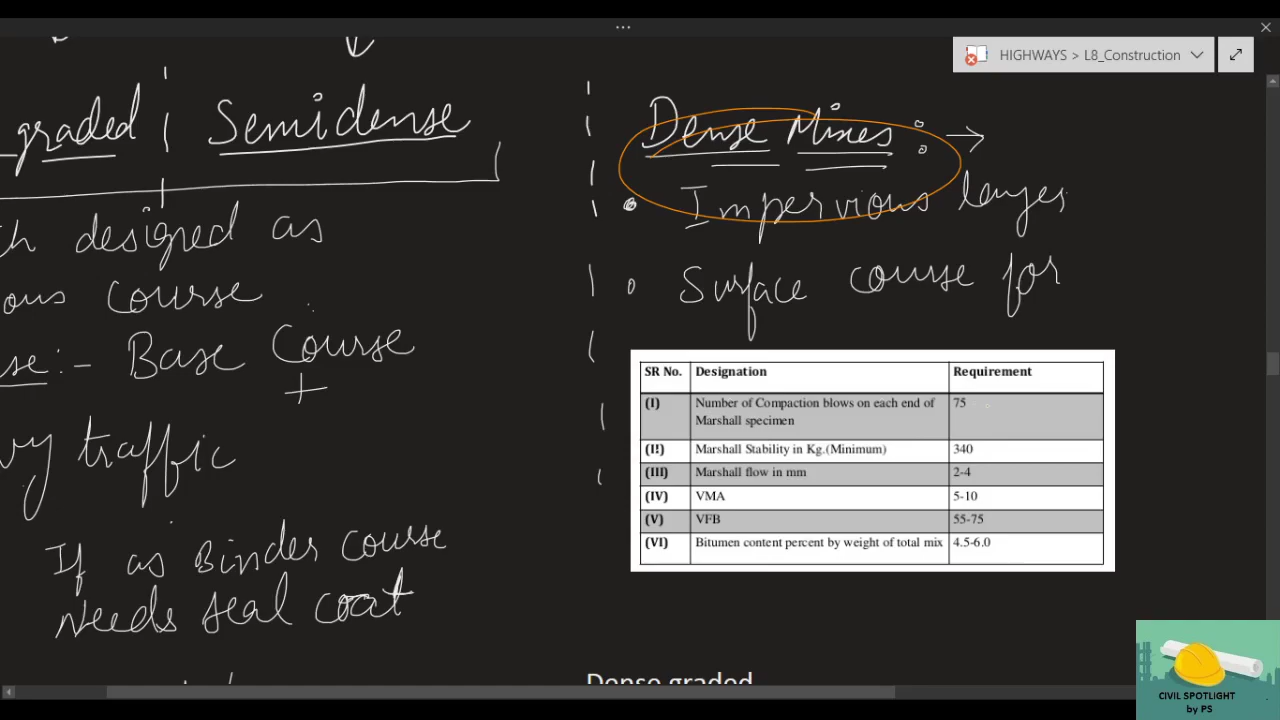 HIGHWAYS > L8_Construction
graded
Semidense
designed as
ous course
se:- Base Course
+
vy traffic
If as Binder course
Needs seal coat
Dense Mixes: →
• Impervious layer
Surface course for
SR No. Designation Requirement
(I) Number of Compaction blows on each end of Marshall specimen 75
(I!) Marshall Stability in Kg.(Minimum) 340
(III) Marshall flow in mm 2-4
(IV) VMA 5-10
(V) VFB 55-75
(VI) Bitumen content percent by weight of total mix 4.5-6.0
Dense graded
CIVIL SPOTLIGHT
by PS